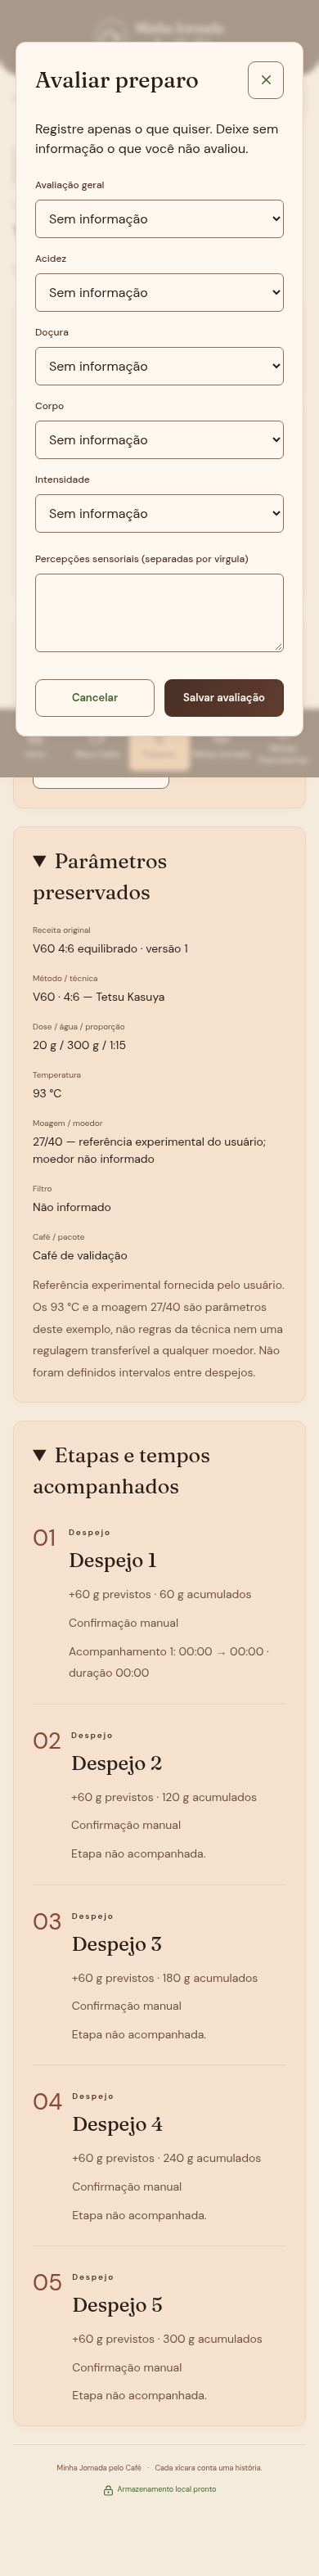 Minha Jornada
Avaliar preparo
Registre apenas o que quiser. Deixe sem
informação o que você não avaliou.
Avaliação geral
Sem informação
Acidez
Sem informação
Doçura
Sem informação
Corpo
Sem informação
Intensidade
Sem informação
Percepções sensoriais (separadas por vírgula)
Cancelar
Salvar avaliação
▼ Parâmetros
preservados
Receita original
V60 4:6 equilibrado · versão 1
Método / técnica
V60 · 4:6 — Tetsu Kasuya
Dose / água / proporção
20 g / 300 g / 1:15
Temperatura
93 °C
Moagem / moedor
27/40 — referência experimental do usuário;
moedor não informado
Filtro
Não informado
Café / pacote
Café de validação
Referência experimental fornecida pelo usuário.
Os 93 °C e a moagem 27/40 são parâmetros
deste exemplo, não regras da técnica nem uma
regulagem transferível a qualquer moedor. Não
foram definidos intervalos entre despejos.
▼ Etapas e tempos
acompanhados
01 Despejo
Despejo 1
+60 g previstos · 60 g acumulados
Confirmação manual
Acompanhamento 1: 00:00 → 00:00 ·
duração 00:00
02 Despejo
Despejo 2
+60 g previstos · 120 g acumulados
Confirmação manual
Etapa não acompanhada.
03 Despejo
Despejo 3
+60 g previstos · 180 g acumulados
Confirmação manual
Etapa não acompanhada.
04 Despejo
Despejo 4
+60 g previstos · 240 g acumulados
Confirmação manual
Etapa não acompanhada.
05 Despejo
Despejo 5
+60 g previstos · 300 g acumulados
Confirmação manual
Etapa não acompanhada.
Minha Jornada pelo Café · Cada xícara conta uma história.
Armazenamento local pronto